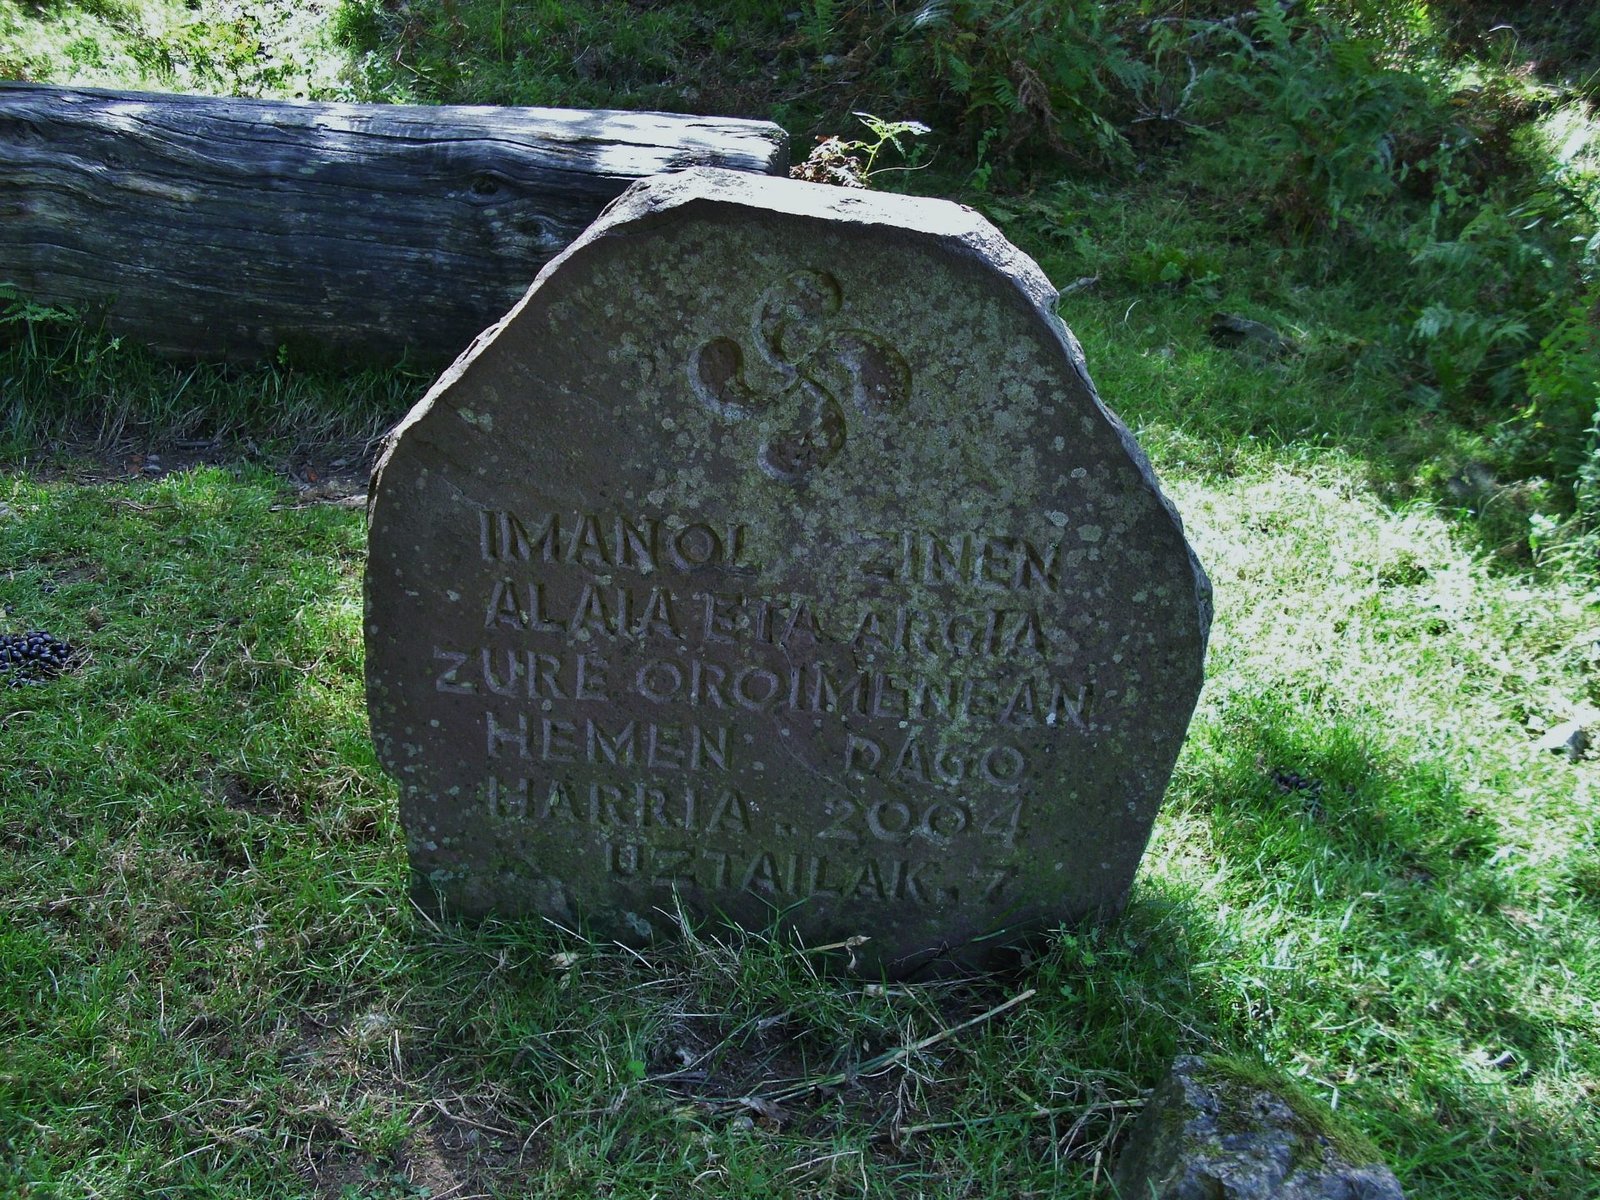 IMANOL ZINEN
ALAIA ETA ARGIA
ZURE OROIMENEAN
HEMEN DAGO
HARRIA. 2004
UZTAILAK. 7